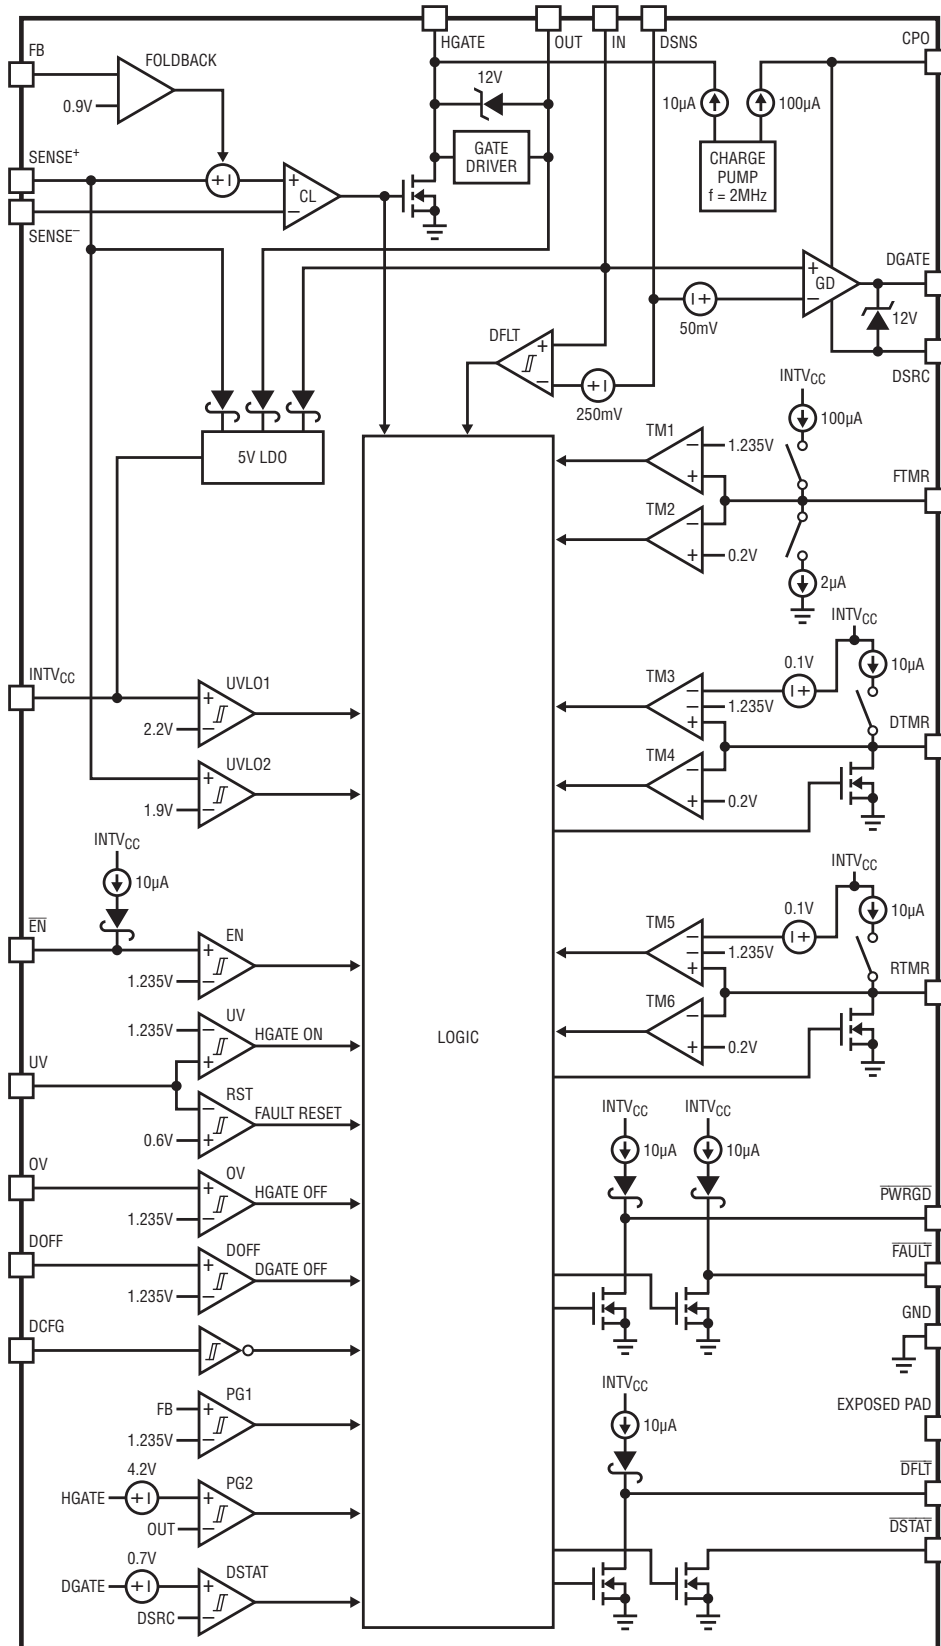 HGATE OUT IN DSNS CPO
FB
FOLDBACK
12V
0.9V
10µA 100µA
SENSE+
GATE
DRIVER
CHARGE
PUMP
f = 2MHz
+ –
+
CL
–
SENSE–
DGATE
+
GD
–
– +
50mV
12V
DFLT
+
–
+ –
250mV
DSRC
INTVCC
100µA
5V LDO
TM1
–
1.235V
+
FTMR
TM2
–
+
0.2V
2µA
INTVCC
INTVCC
UVLO1
+
2.2V
–
0.1V
10µA
TM3
–
– +
–
1.235V
+
DTMR
UVLO2
+
1.9V
–
TM4
–
+
0.2V
INTVCC
10µA
INTVCC
0.1V
10µA
EN
EN
+
1.235V
–
TM5
–
– +
–
1.235V
+
RTMR
UV
1.235V
–
HGATE ON
+
LOGIC
TM6
–
+
0.2V
UV
RST
–
FAULT RESET
0.6V
+
INTVCC INTVCC
10µA 10µA
OV
OV
+
HGATE OFF
1.235V
–
PWRGD
DOFF
DOFF
+
DGATE OFF
1.235V
–
FAULT
DCFG
GND
INTVCC
PG1
FB
+
1.235V
–
10µA
EXPOSED PAD
4.2V
PG2
HGATE
+ –
+
OUT
–
DFLT
DSTAT
0.7V
DSTAT
DGATE
+ –
+
DSRC
–